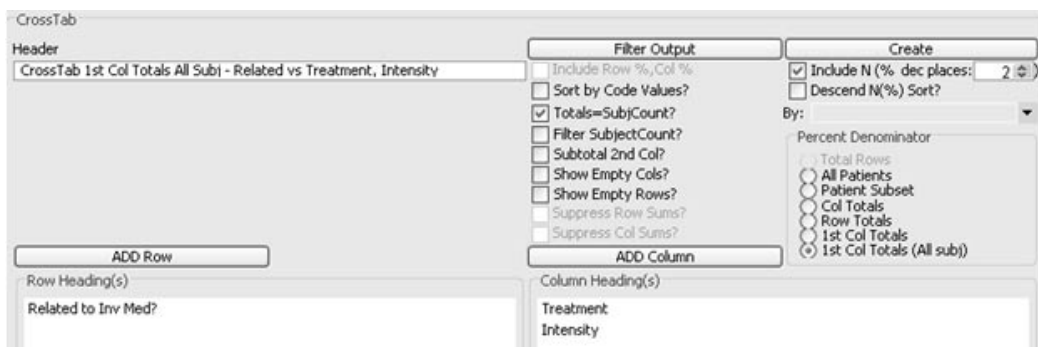 CrossTab
Header
CrossTab 1st Col Totals All Subj - Related vs Treatment, Intensity
ADD Row
Filter Output
Include Row %,Col %
Sort by Code Values?
Totals=SubjCount?
Filter SubjectCount?
Subtotal 2nd Col?
Show Empty Cols?
Show Empty Rows?
Suppress Row Sums?
Suppress Col Sums?
ADD Column
Create
Include N (% dec places: 2 )
Descend N(%) Sort?
By:
Percent Denominator
Total Rows
All Patients
Patient Subset
Col Totals
Row Totals
1st Col Totals
1st Col Totals (All subj)
Row Heading(s)
Related to Inv Med?
Column Heading(s)
Treatment
Intensity